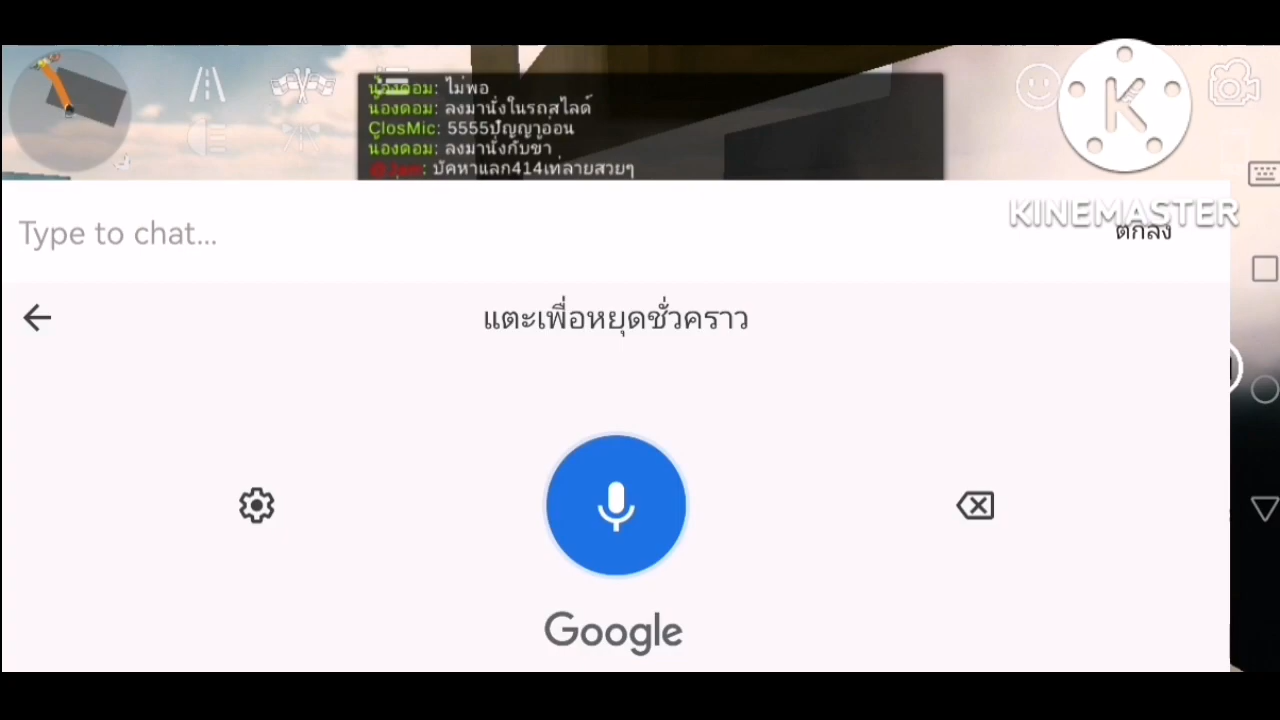 น้องดอม: ไม่พอ
น้องดอม: ลงมานั่งในรถสไลด์
ClosMic: 5555ปัญญาอ่อน
น้องดอม: ลงมานั่งกับข้า
: บัคหาแลก414เทลายสวยๆ
KINEMASTER
Type to chat...
ตกลง
แตะเพื่อหยุดชั่วคราว
Google